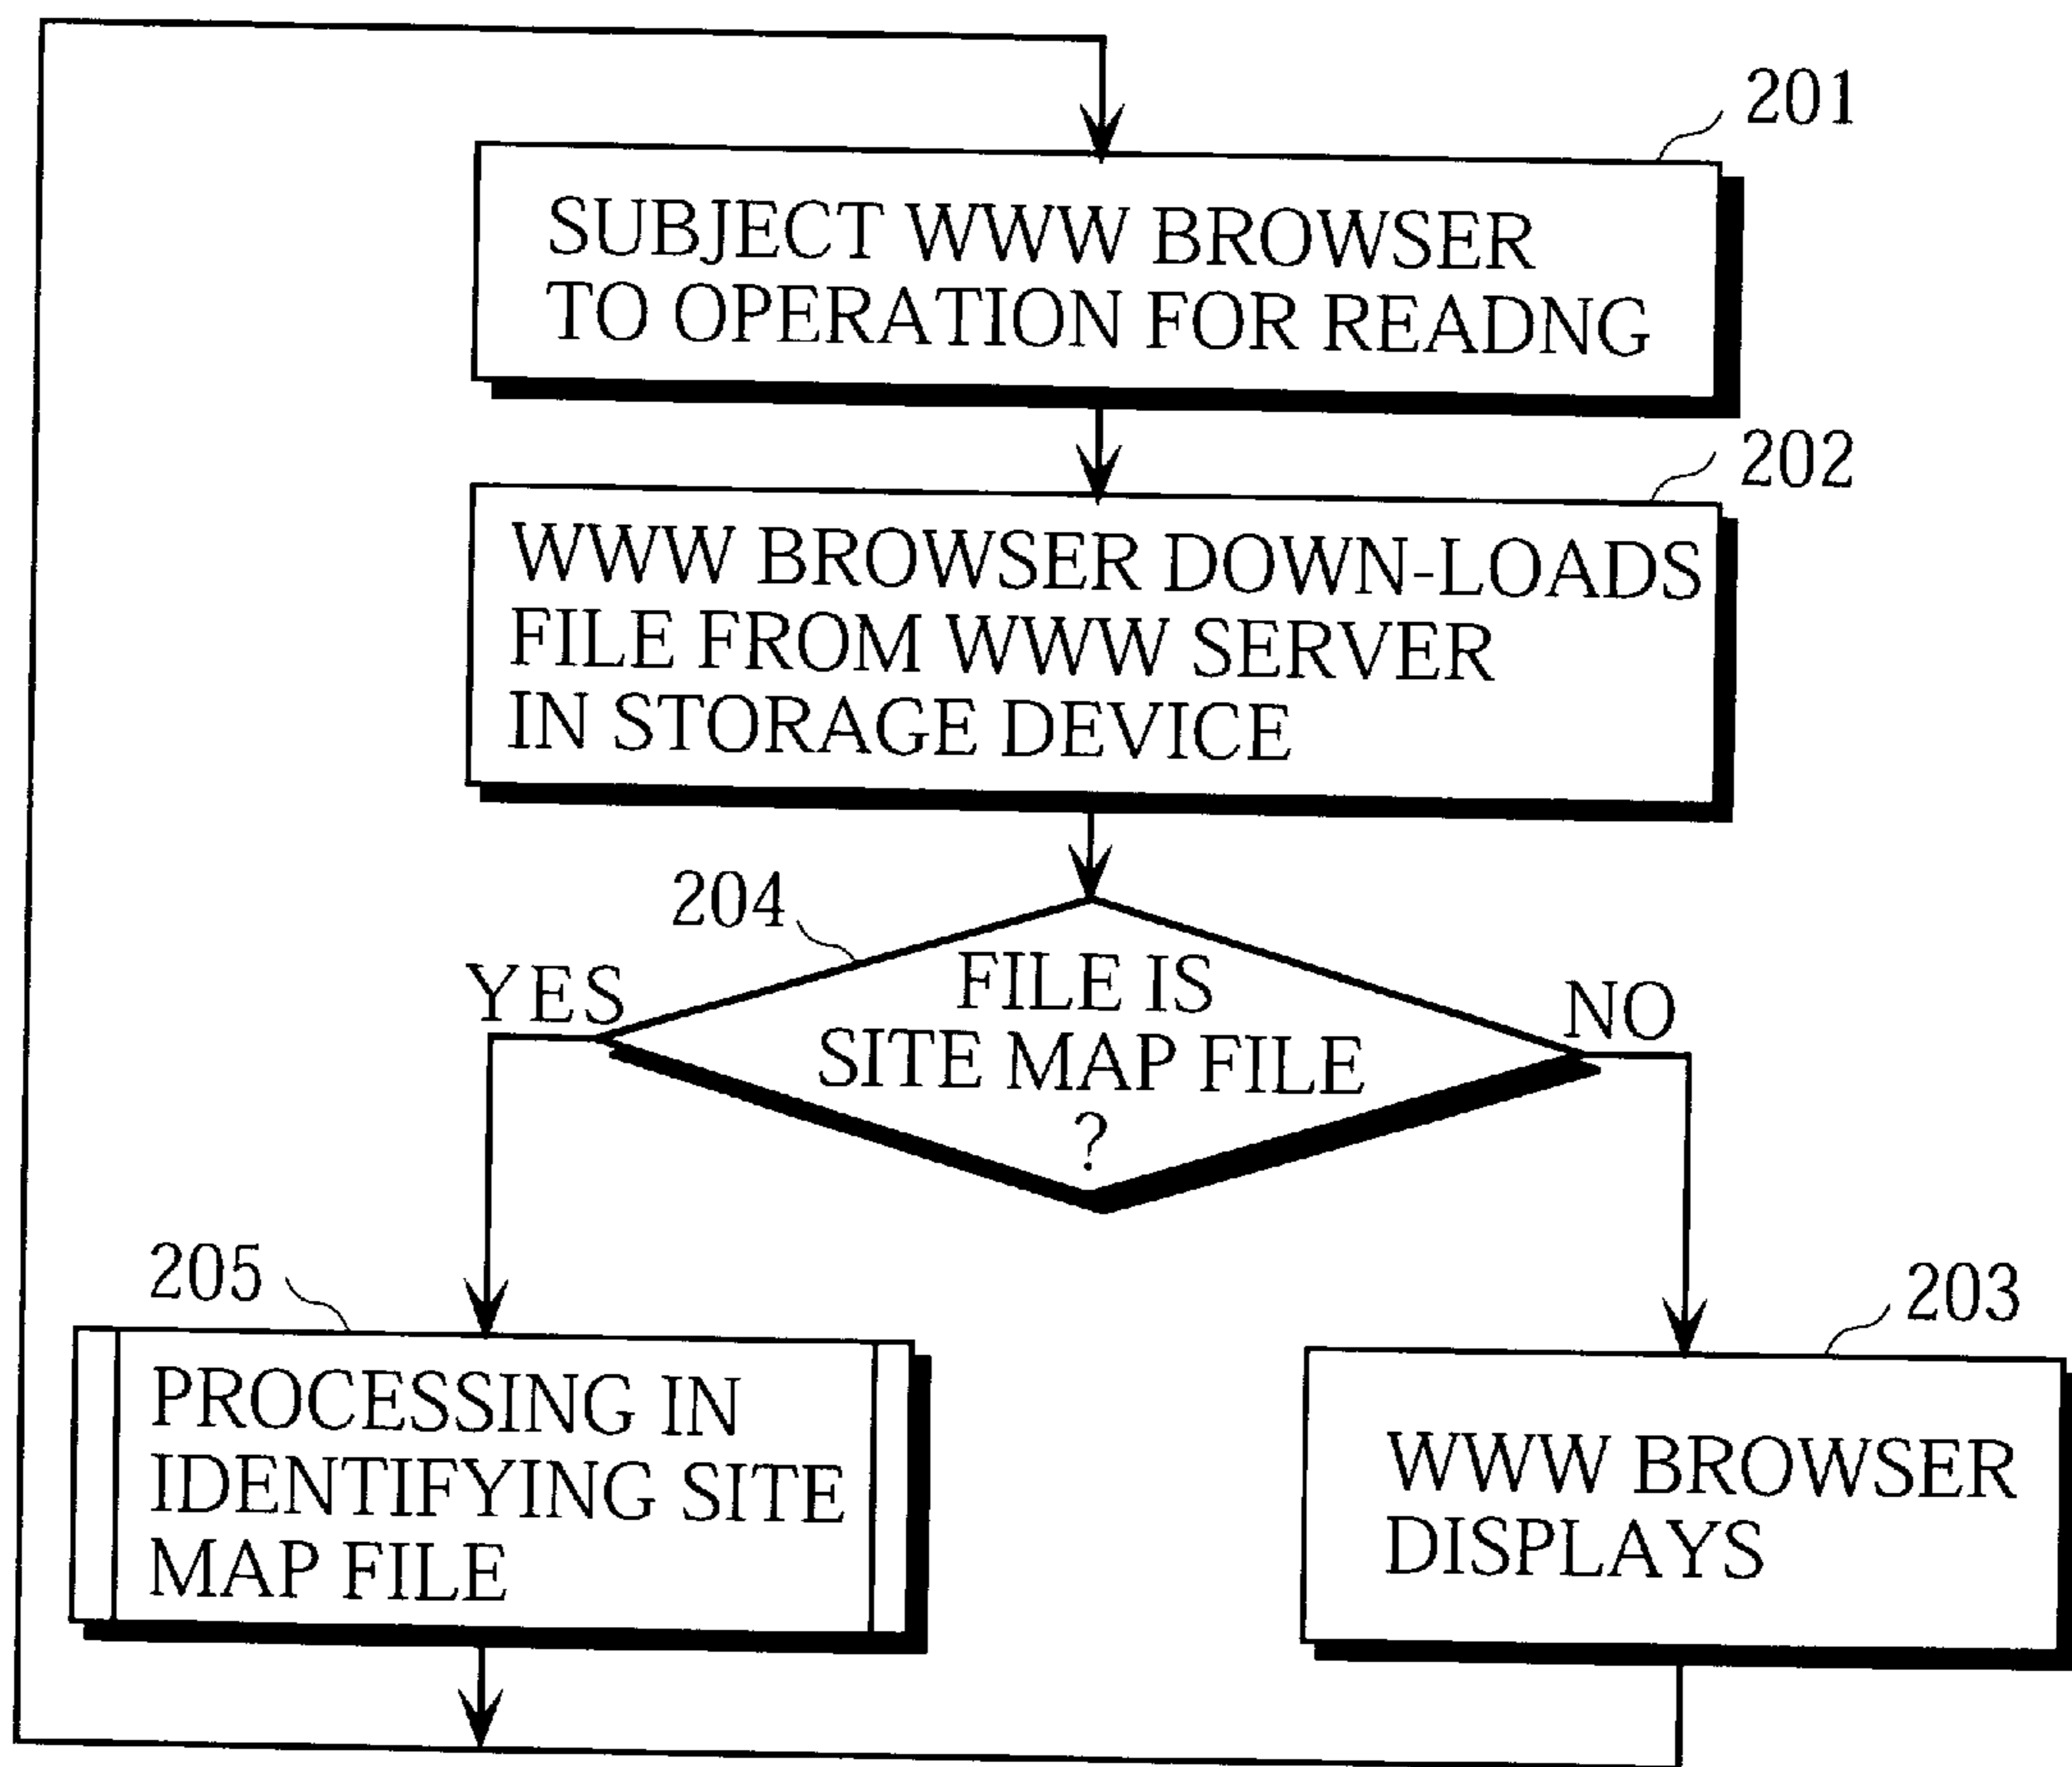 201
SUBJECT WWW BROWSER
TO OPERATION FOR READNG
202
WWW BROWSER DOWN-LOADS
FILE FROM WWW SERVER
IN STORAGE DEVICE
204
YES
FILE IS
SITE MAP FILE
?
NO
205
PROCESSING IN
IDENTIFYING SITE
MAP FILE
203
WWW BROWSER
DISPLAYS